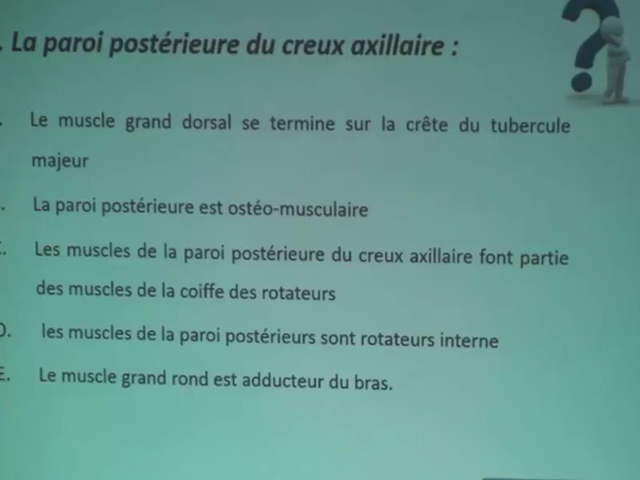 . La paroi postérieure du creux axillaire :
. Le muscle grand dorsal se termine sur la crête du tubercule
majeur
. La paroi postérieure est ostéo-musculaire
C. Les muscles de la paroi postérieure du creux axillaire font partie
des muscles de la coiffe des rotateurs
D. les muscles de la paroi postérieurs sont rotateurs interne
E. Le muscle grand rond est adducteur du bras.